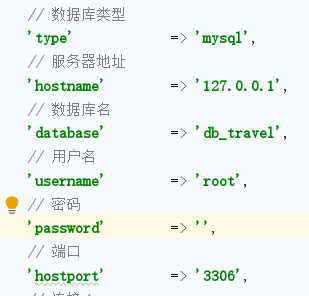 // 数据库类型
'type' => 'mysql',
// 服务器地址
'hostname' => '127.0.0.1',
// 数据库名
'database' => 'db_travel',
// 用户名
'username' => 'root',
// 密码
'password' => '',
// 端口
'hostport' => '3306',